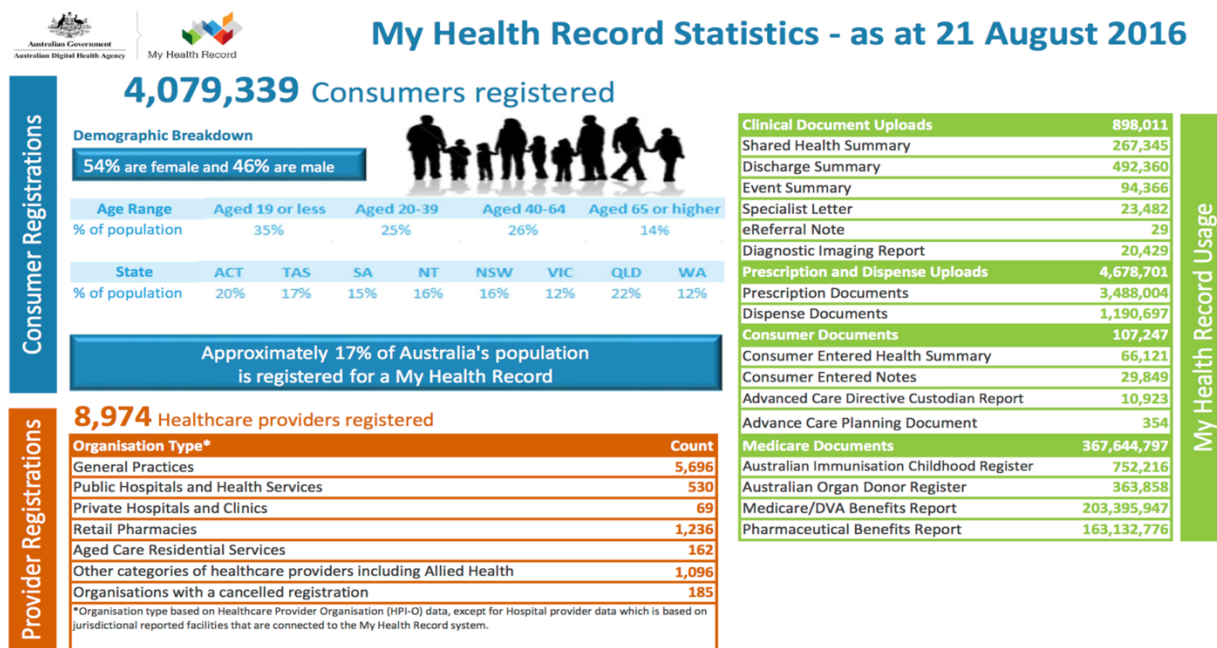 Australian Government
Australian Digital Health Agency
My Health Record
My Health Record Statistics - as at 21 August 2016
Consumer Registrations
4,079,339 Consumers registered
Demographic Breakdown
54% are female and 46% are male
Age Range Aged 19 or less Aged 20-39 Aged 40-64 Aged 65 or higher
% of population 35% 25% 26% 14%
State ACT TAS SA NT NSW VIC QLD WA
% of population 20% 17% 15% 16% 16% 12% 22% 12%
Approximately 17% of Australia's population
is registered for a My Health Record
Provider Registrations
8,974 Healthcare providers registered
Organisation Type* Count
General Practices 5,696
Public Hospitals and Health Services 530
Private Hospitals and Clinics 69
Retail Pharmacies 1,236
Aged Care Residential Services 162
Other categories of healthcare providers including Allied Health 1,096
Organisations with a cancelled registration 185
*Organisation type based on Healthcare Provider Organisation (HPI-O) data, except for Hospital provider data which is based on
jurisdictional reported facilities that are connected to the My Health Record system.
Clinical Document Uploads 898,011
Shared Health Summary 267,345
Discharge Summary 492,360
Event Summary 94,366
Specialist Letter 23,482
eReferral Note 29
Diagnostic Imaging Report 20,429
Prescription and Dispense Uploads 4,678,701
Prescription Documents 3,488,004
Dispense Documents 1,190,697
Consumer Documents 107,247
Consumer Entered Health Summary 66,121
Consumer Entered Notes 29,849
Advanced Care Directive Custodian Report 10,923
Advance Care Planning Document 354
Medicare Documents 367,644,797
Australian Immunisation Childhood Register 752,216
Australian Organ Donor Register 363,858
Medicare/DVA Benefits Report 203,395,947
Pharmaceutical Benefits Report 163,132,776
My Health Record Usage